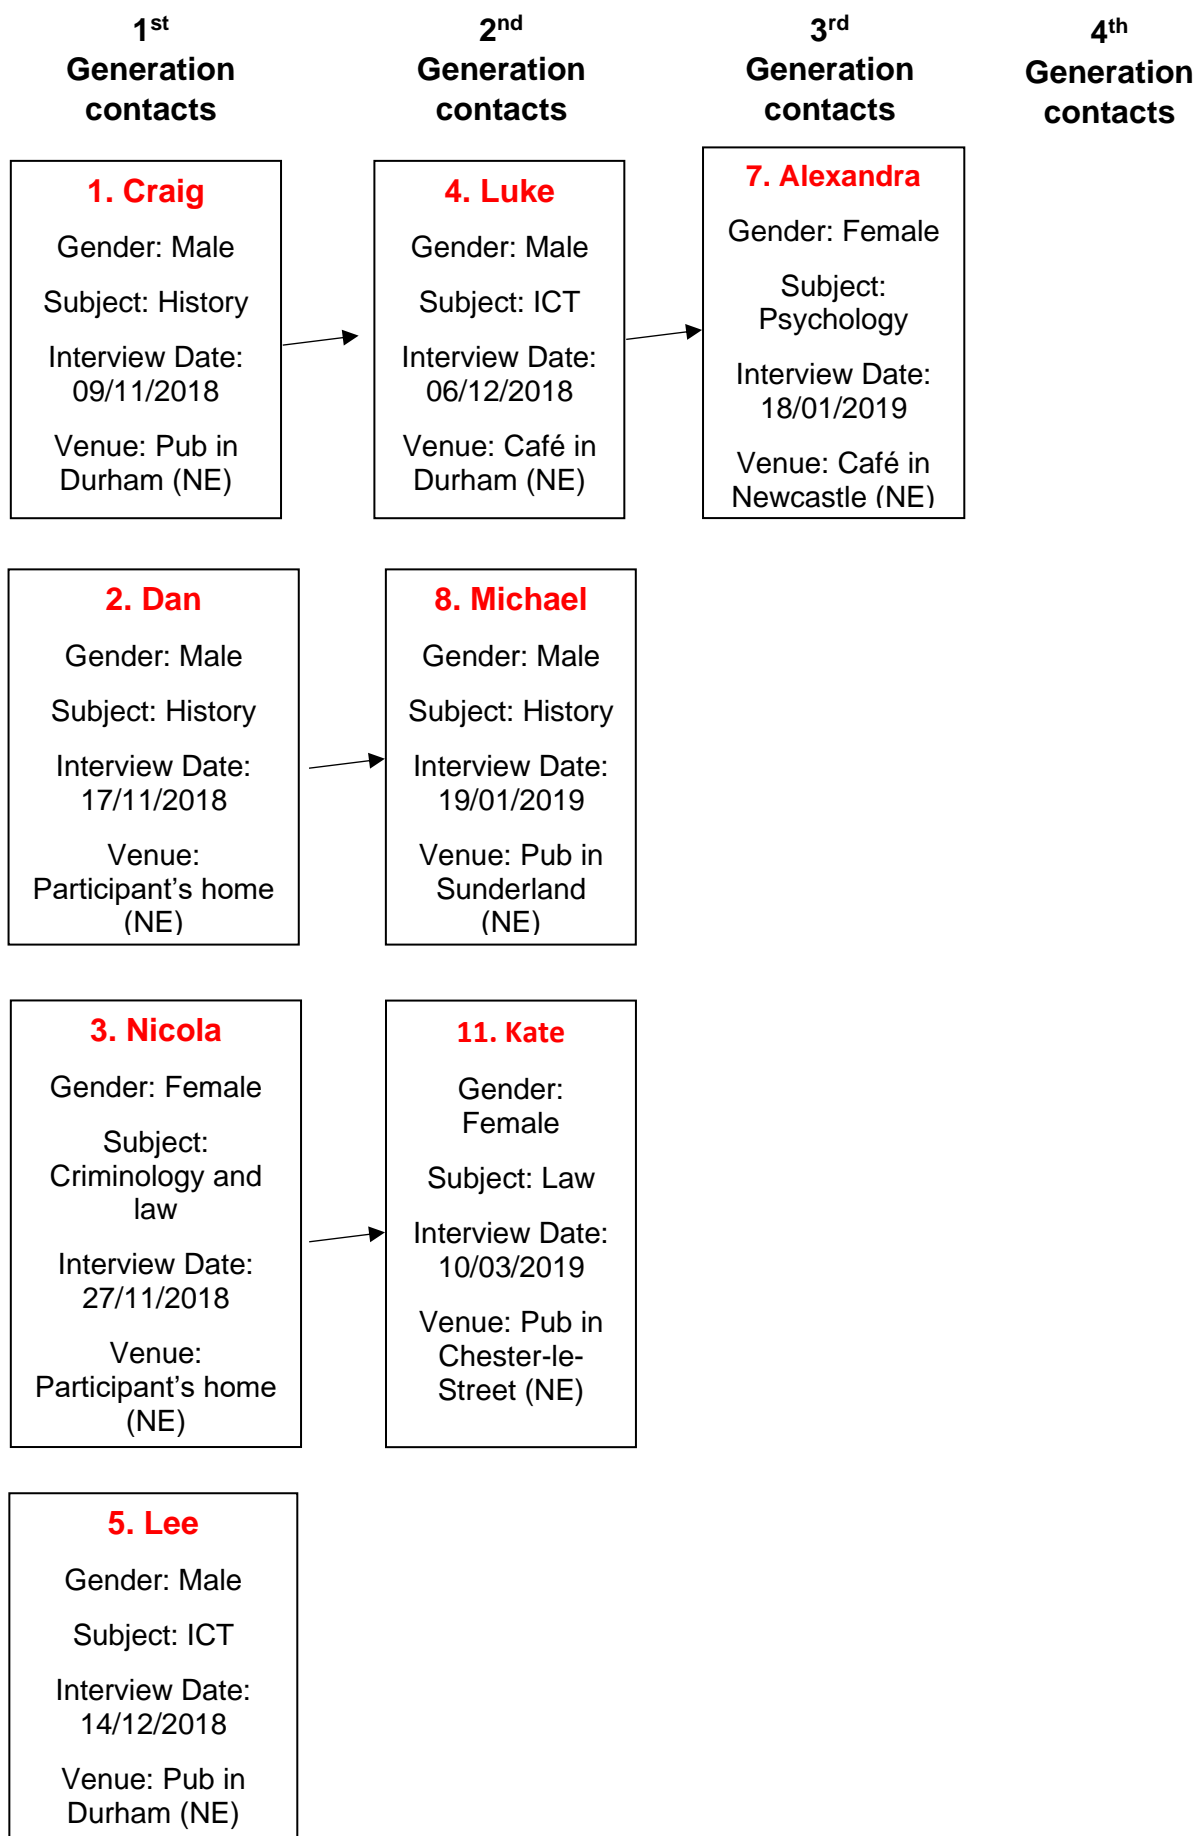 1st
Generation
contacts
2nd
Generation
contacts
3rd
Generation
contacts
4th
Generation
contacts
1. Craig
Gender: Male
Subject: History
Interview Date:
09/11/2018
Venue: Pub in
Durham (NE)
4. Luke
Gender: Male
Subject: ICT
Interview Date:
06/12/2018
Venue: Café in
Durham (NE)
7. Alexandra
Gender: Female
Subject:
Psychology
Interview Date:
18/01/2019
Venue: Café in
Newcastle (NE)
2. Dan
Gender: Male
Subject: History
Interview Date:
17/11/2018
Venue:
Participant’s home
(NE)
8. Michael
Gender: Male
Subject: History
Interview Date:
19/01/2019
Venue: Pub in
Sunderland
(NE)
3. Nicola
Gender: Female
Subject:
Criminology and
law
Interview Date:
27/11/2018
Venue:
Participant’s home
(NE)
11. Kate
Gender:
Female
Subject: Law
Interview Date:
10/03/2019
Venue: Pub in
Chester-le-
Street (NE)
5. Lee
Gender: Male
Subject: ICT
Interview Date:
14/12/2018
Venue: Pub in
Durham (NE)